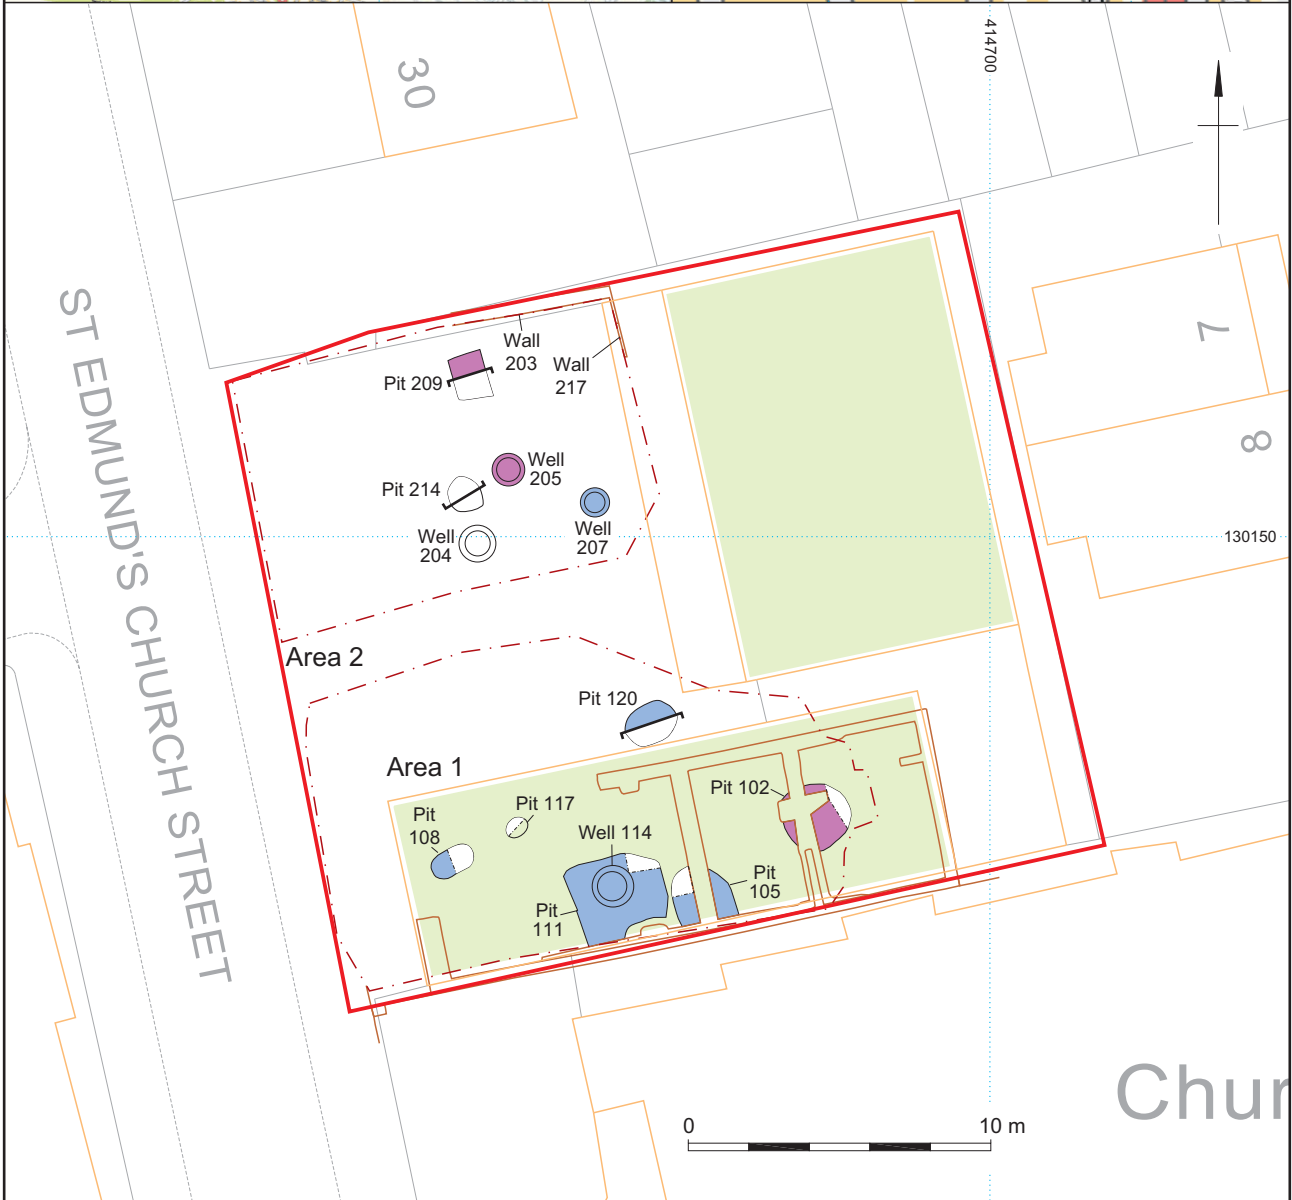 30
414700
ST EDMUND'S CHURCH STREET
7
8
Wall
203
Wall
217
Pit 209
Well
205
Pit 214
Well
204
Well
207
130150
Area 2
Pit 120
Area 1
Pit 102
Pit 117
Pit
108
Well 114
Pit
105
Pit
111
Chur
0
10 m